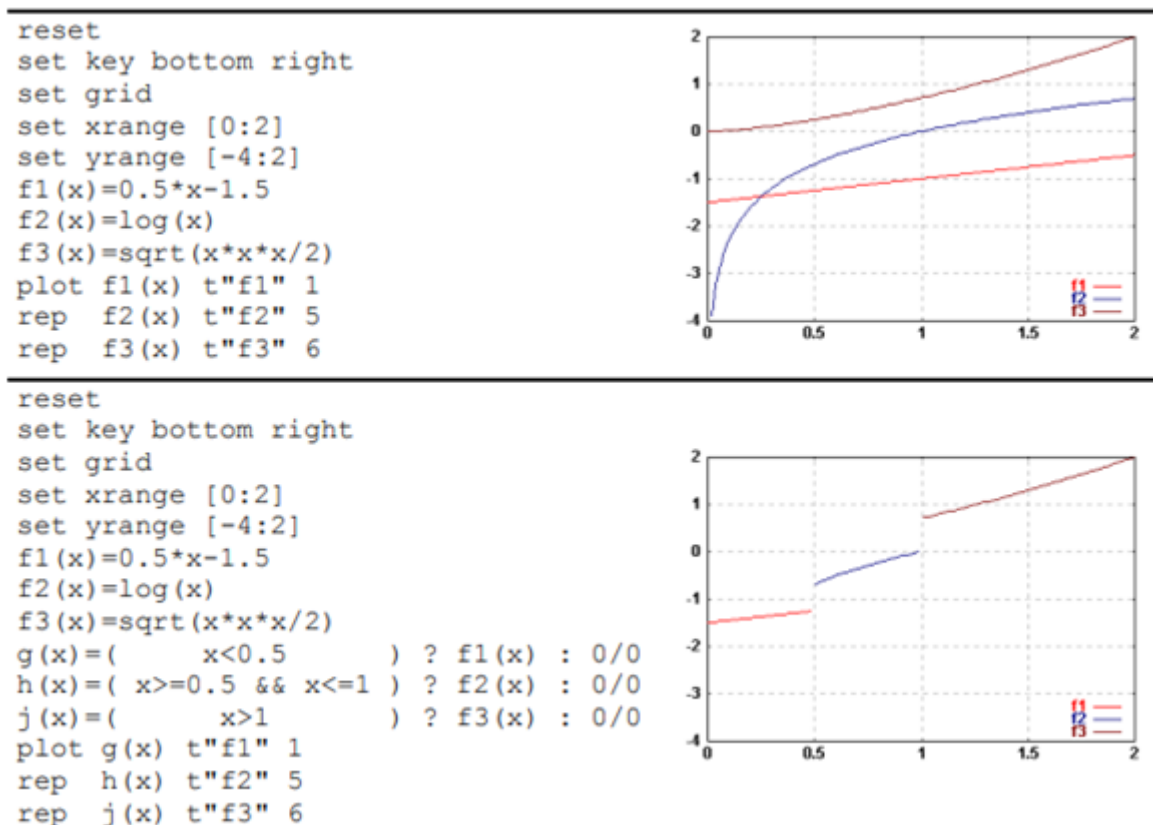 reset
set key bottom right
set grid
set xrange [0:2]
set yrange [-4:2]
f1(x)=0.5*x-1.5
f2(x)=log(x)
f3(x)=sqrt(x*x*x/2)
plot f1(x) t"f1" 1
rep  f2(x) t"f2" 5
rep  f3(x) t"f3" 6
2
1
0
-1
-2
-3
-4
f1
f2
f3
0 0.5 1 1.5 2
reset
set key bottom right
set grid
set xrange [0:2]
set yrange [-4:2]
f1(x)=0.5*x-1.5
f2(x)=log(x)
f3(x)=sqrt(x*x*x/2)
g(x)=(      x<0.5       ) ? f1(x) : 0/0
h(x)=( x>=0.5 && x<=1 ) ? f2(x) : 0/0
j(x)=(       x>1        ) ? f3(x) : 0/0
plot g(x) t"f1" 1
rep  h(x) t"f2" 5
rep  j(x) t"f3" 6
2
1
0
-1
-2
-3
-4
f1
f2
f3
0 0.5 1 1.5 2